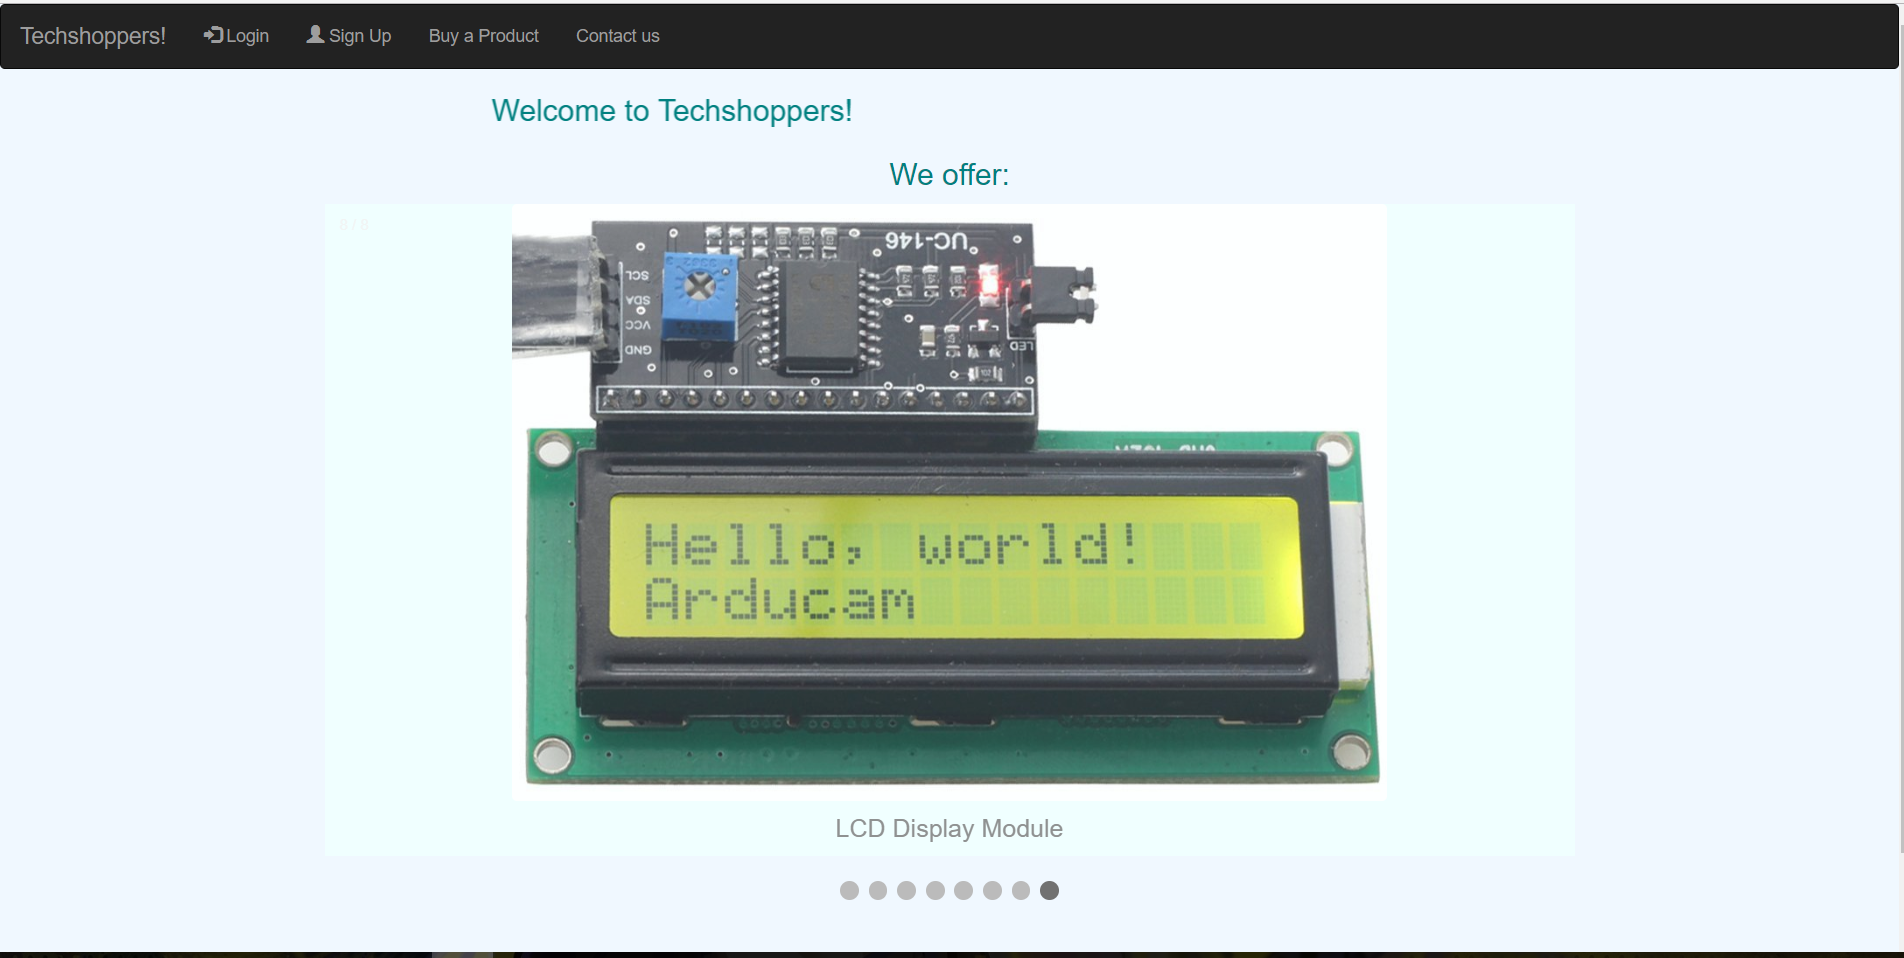 Techshoppers! Login Sign Up Buy a Product Contact us
Welcome to Techshoppers!
We offer:
8 / 8
UC-146
SCL
SDA
VCC
GND
LED
Hello, world!
Arducam
LCD Display Module